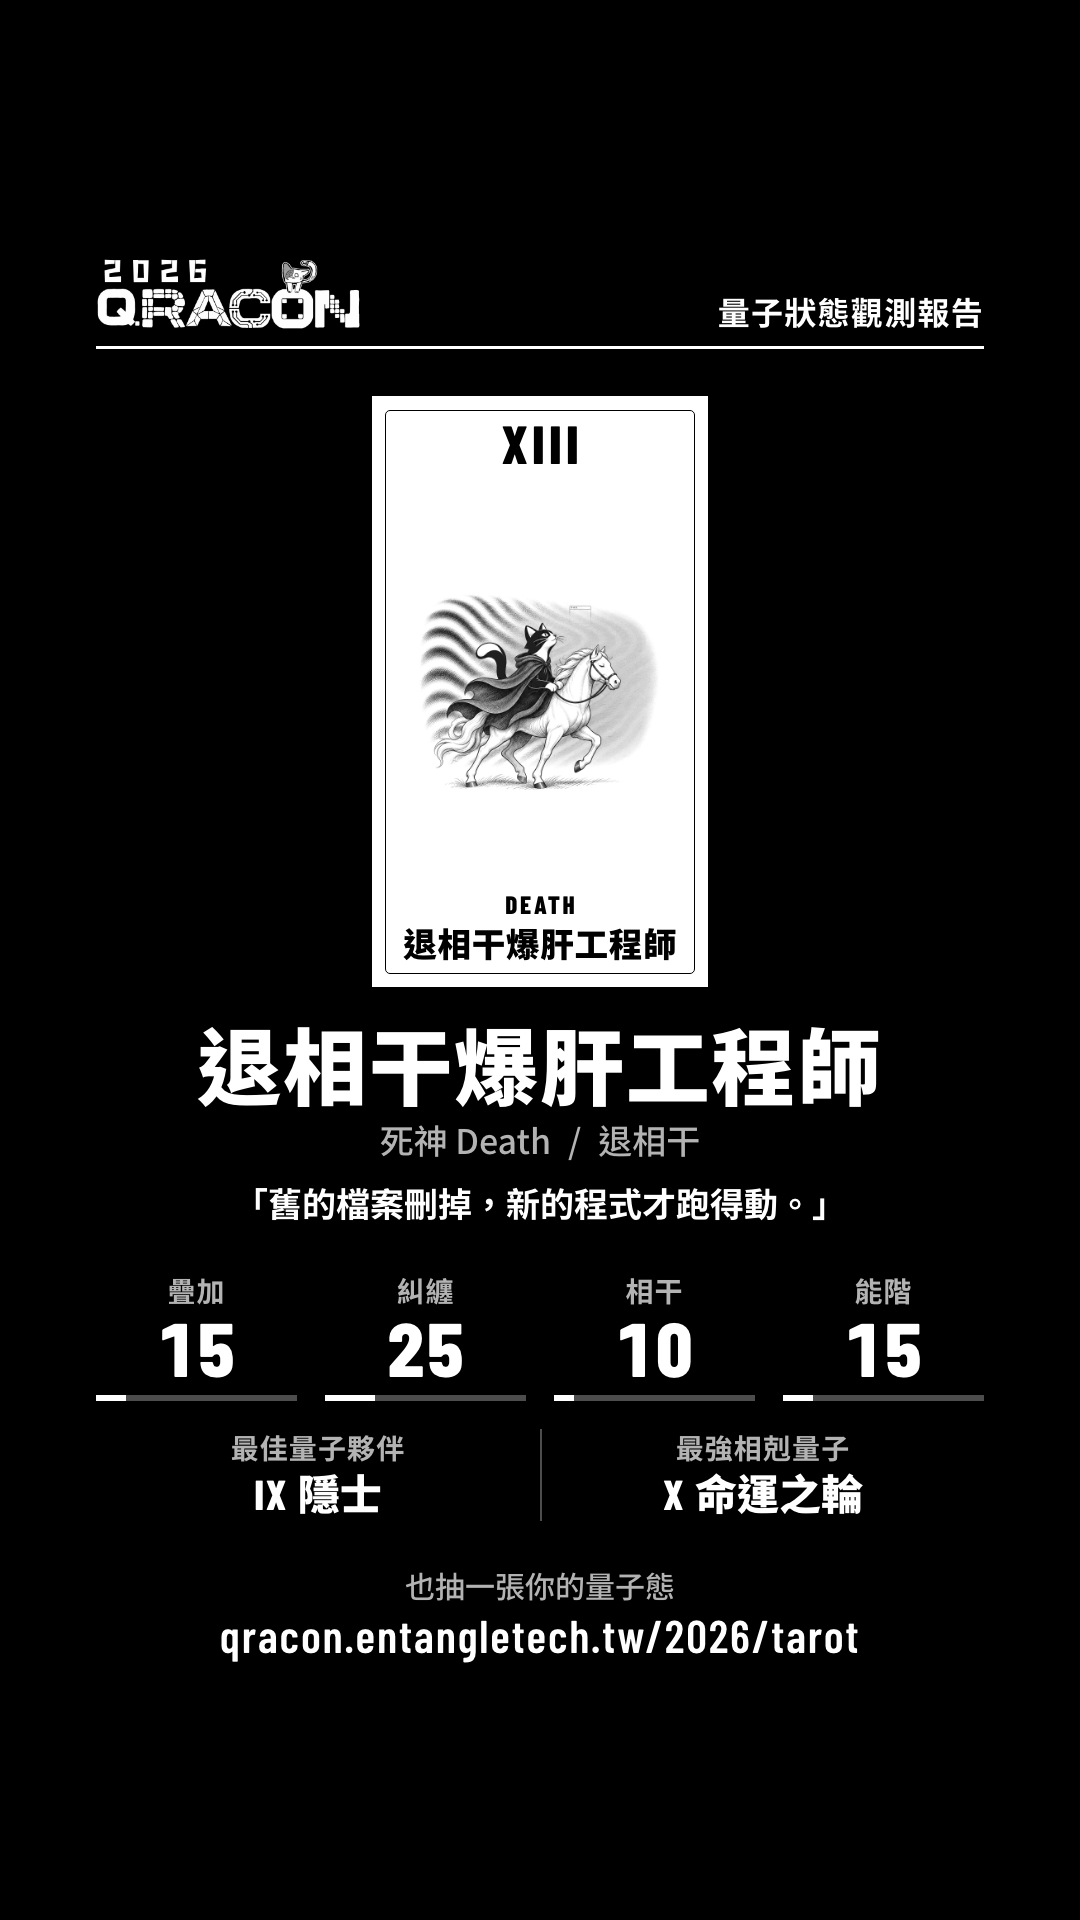 2026
QRACON
量子狀態觀測報告
XIII
DEATH
退相干爆肝工程師
退相干爆肝工程師
死神 Death / 退相干
「舊的檔案刪掉，新的程式才跑得動。」
疊加 糾纏 相干 能階
15 25 10 15
最佳量子夥伴
IX 隱士
最強相剋量子
X 命運之輪
也抽一張你的量子態
qracon.entangletech.tw/2026/tarot